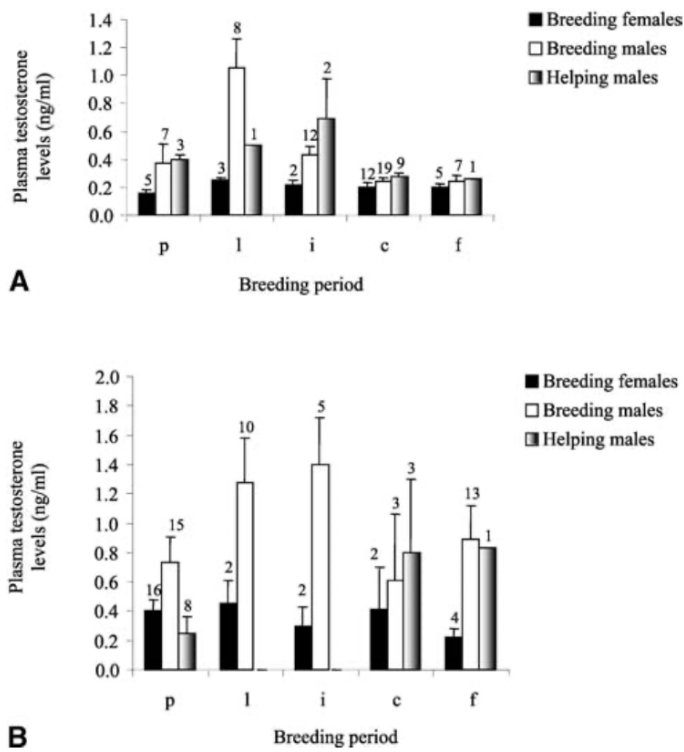 1.4
1.2
1.0
0.8
0.6
0.4
0.2
0.0
Plasma testosterone
levels (ng/ml)
5 7 3
3 8 1
2 12 2
12 19 9
5 7 1
p l i c f
Breeding period
Breeding females
Breeding males
Helping males
A
2.0
1.8
1.6
1.4
1.2
1.0
0.8
0.6
0.4
0.2
0.0
Plasma testosterone
levels (ng/ml)
16 15 8
2 10
2 5
2 3 3
4 13 1
p l i c f
Breeding period
Breeding females
Breeding males
Helping males
B